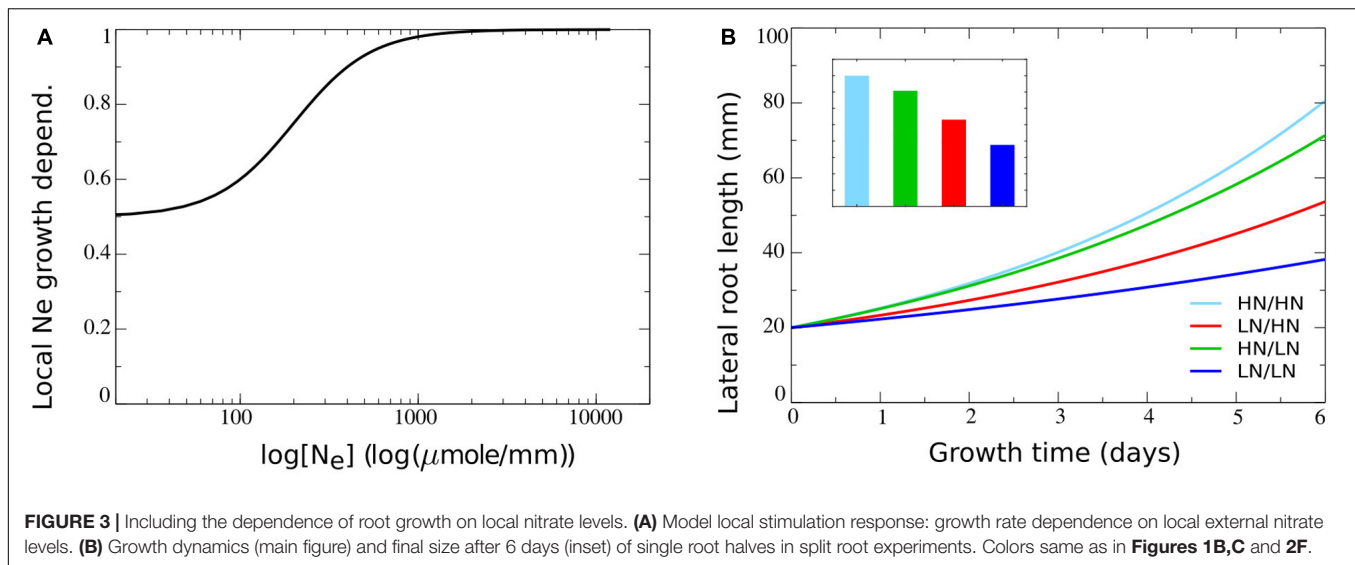 A
Local Ne growth depend.
1
0.8
0.6
0.4
0.2
0
100
1000
10000
log[Ne] (log(μmole/mm))
B
Lateral root length (mm)
100
80
60
40
20
0
0
1
2
3
4
5
6
Growth time (days)
HN/HN
LN/HN
HN/LN
LN/LN
FIGURE 3 | Including the dependence of root growth on local nitrate levels. (A) Model local stimulation response: growth rate dependence on local external nitrate
levels. (B) Growth dynamics (main figure) and final size after 6 days (inset) of single root halves in split root experiments. Colors same as in Figures 1B,C and 2F.